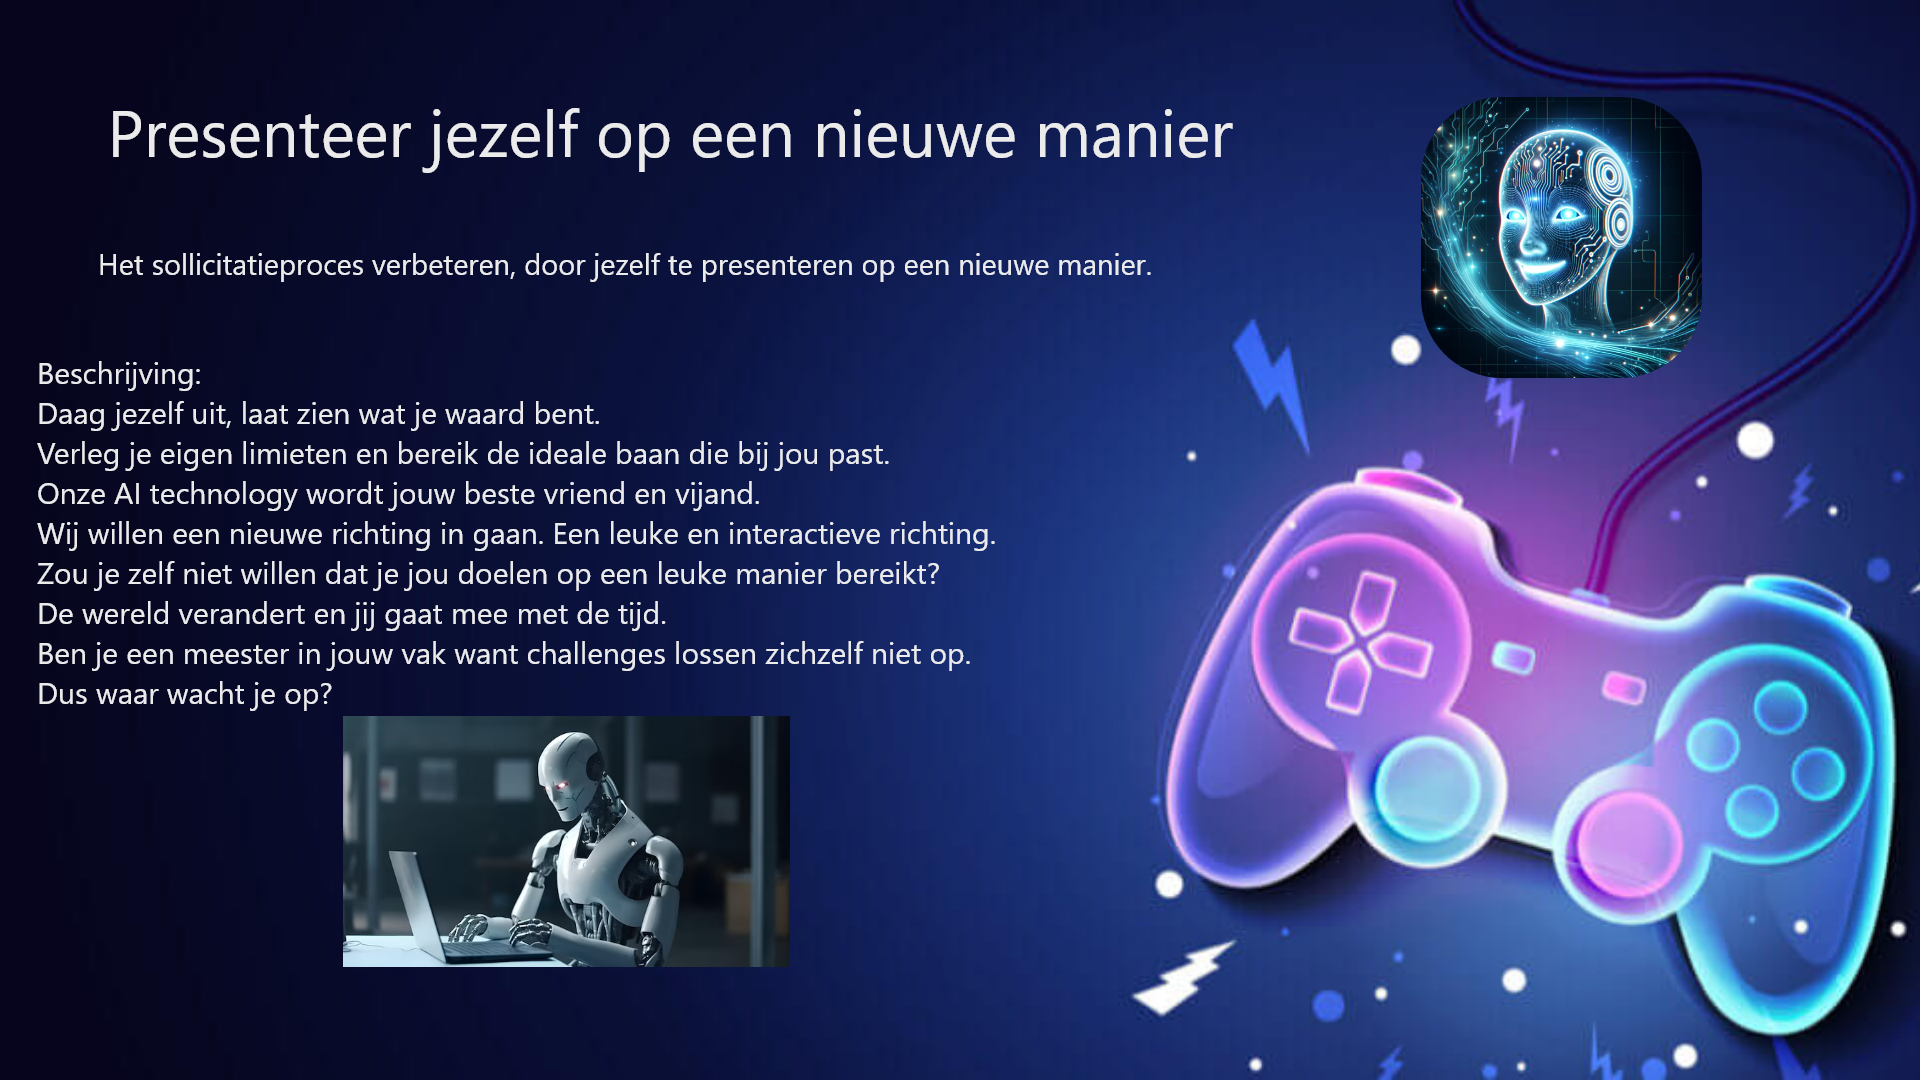 Presenteer jezelf op een nieuwe manier
Het sollicitatieproces verbeteren, door jezelf te presenteren op een nieuwe manier.
Beschrijving:
Daag jezelf uit, laat zien wat je waard bent.
Verleg je eigen limieten en bereik de ideale baan die bij jou past.
Onze AI technology wordt jouw beste vriend en vijand.
Wij willen een nieuwe richting in gaan. Een leuke en interactieve richting.
Zou je zelf niet willen dat je jou doelen op een leuke manier bereikt?
De wereld verandert en jij gaat mee met de tijd.
Ben je een meester in jouw vak want challenges lossen zichzelf niet op.
Dus waar wacht je op?